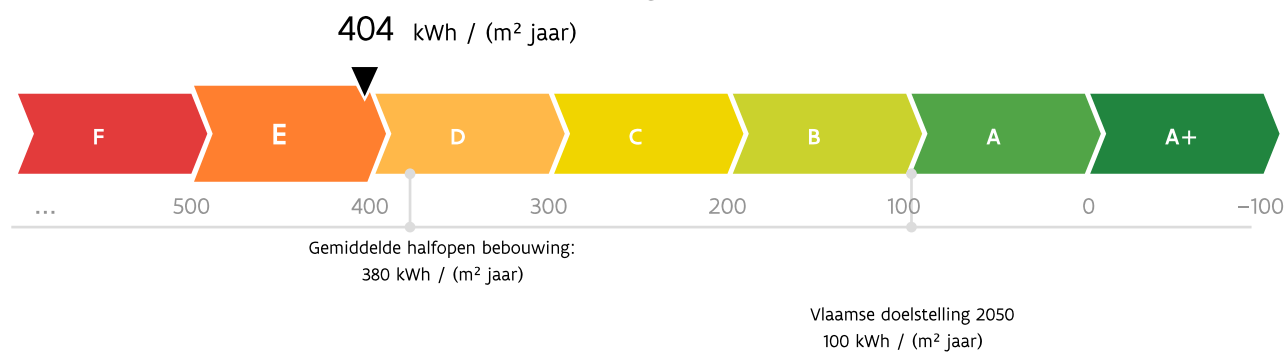 404 kWh / (m² jaar)
F E D C B A A+
... 500 400 300 200 100 0 −100
Gemiddelde halfopen bebouwing:
380 kWh / (m² jaar)
Vlaamse doelstelling 2050
100 kWh / (m² jaar)